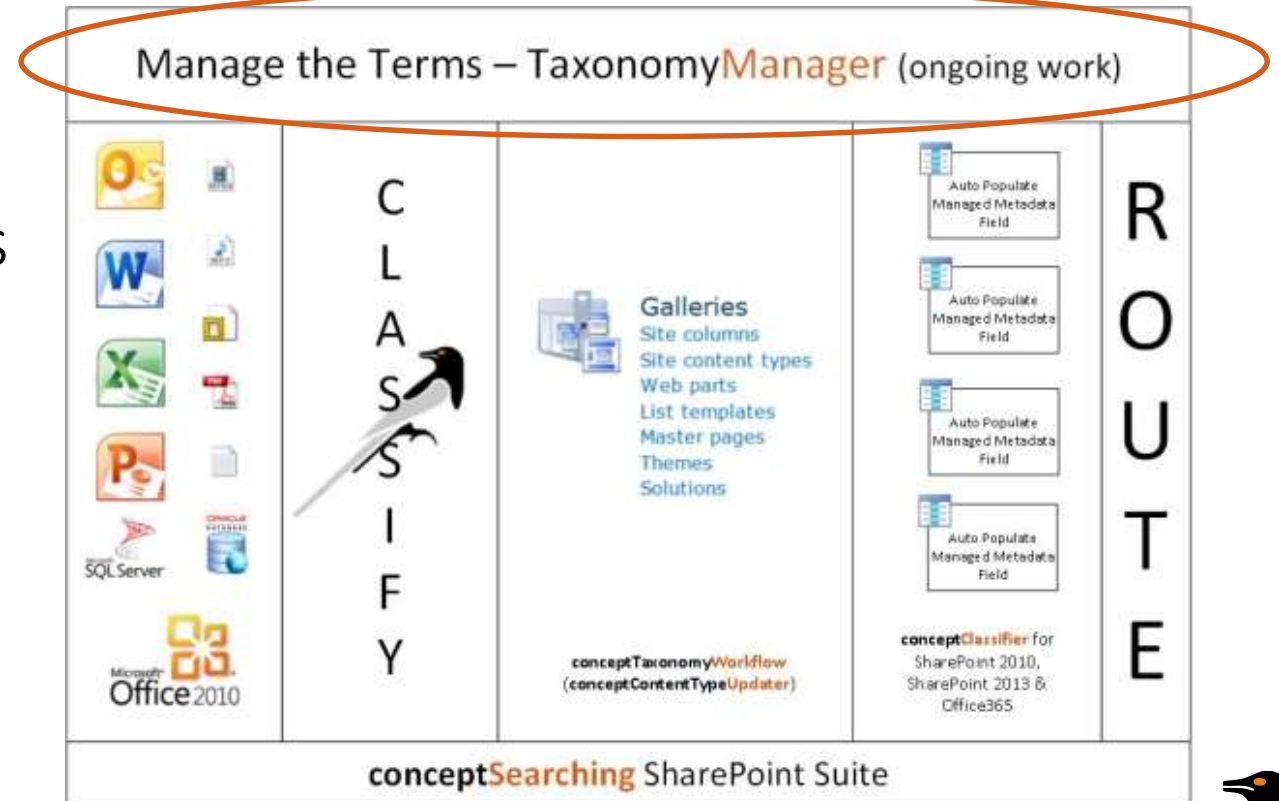 Manage the Terms – TaxonomyManager (ongoing work)
s
SQL Server
ORACLE
DATABASE
Microsoft
Office 2010
C
L
A
S
S
I
F
Y
Galleries
Site columns
Site content types
Web parts
List templates
Master pages
Themes
Solutions
conceptTaxonomyWorkflow
(conceptContentTypeUpdater)
Auto Populate
Managed Metadata
Field
Auto Populate
Managed Metadata
Field
Auto Populate
Managed Metadata
Field
Auto Populate
Managed Metadata
Field
conceptClassifier for
SharePoint 2010,
SharePoint 2013 &
Office365
R
O
U
T
E
conceptSearching SharePoint Suite